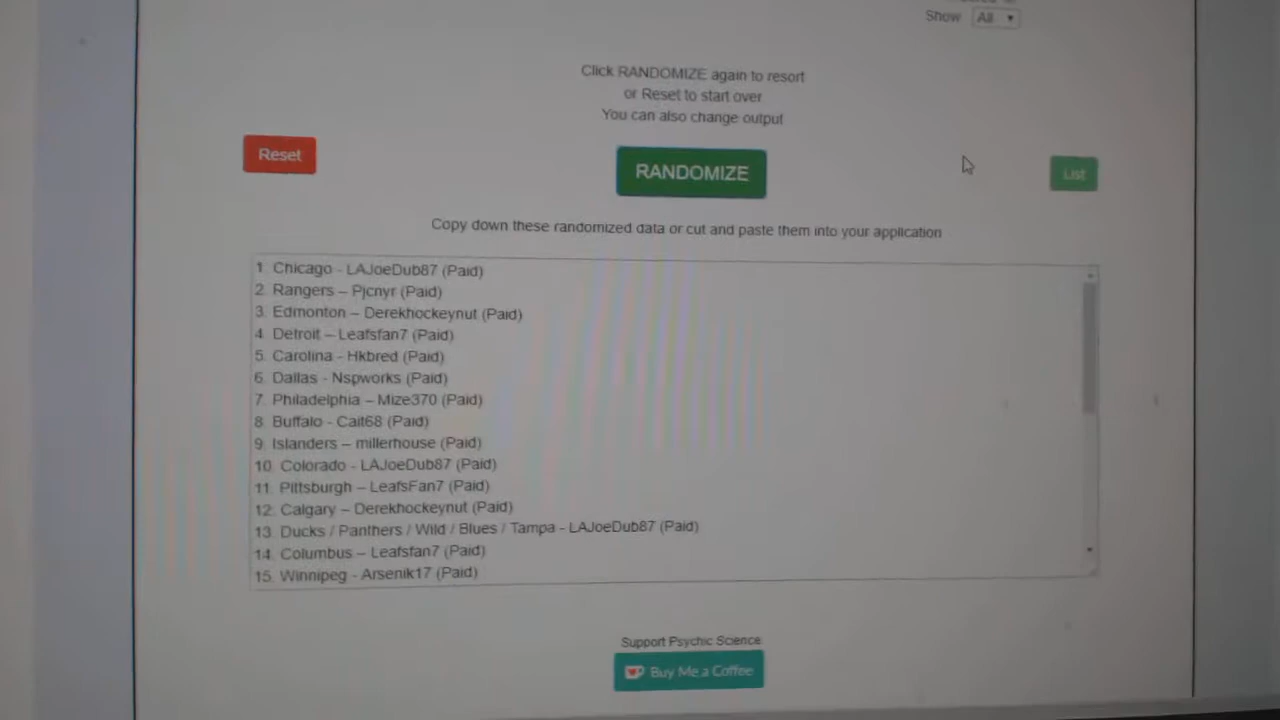 Show All
Click RANDOMIZE again to resort
or Reset to start over
You can also change output
Reset
RANDOMIZE
List
Copy down these randomized data or cut and paste them into your application
1. Chicago - LAJoeDub87 (Paid)
2. Rangers – Pjcnyr (Paid)
3. Edmonton – Derekhockeynut (Paid)
4. Detroit – Leafsfan7 (Paid)
5. Carolina - Hkbred (Paid)
6. Dallas - Nspworks (Paid)
7. Philadelphia – Mize370 (Paid)
8. Buffalo - Cait68 (Paid)
9. Islanders – millerhouse (Paid)
10. Colorado - LAJoeDub87 (Paid)
11. Pittsburgh – LeafsFan7 (Paid)
12. Calgary – Derekhockeynut (Paid)
13. Ducks / Panthers / Wild / Blues / Tampa - LAJoeDub87 (Paid)
14. Columbus – Leafsfan7 (Paid)
15. Winnipeg - Arsenik17 (Paid)
Support Psychic Science
Buy Me a Coffee